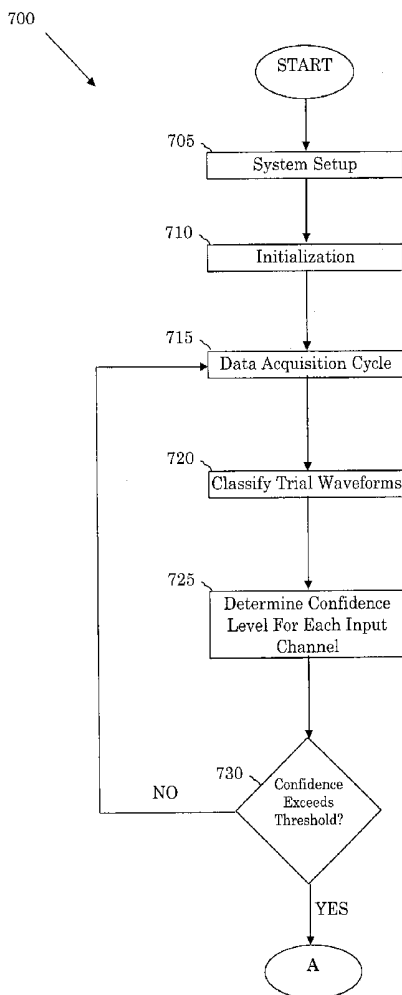 700
START
705
System Setup
710
Initialization
715
Data Acquisition Cycle
720
Classify Trial Waveforms
725
Determine Confidence
Level For Each Input
Channel
730
Confidence
Exceeds
Threshold?
NO
YES
A